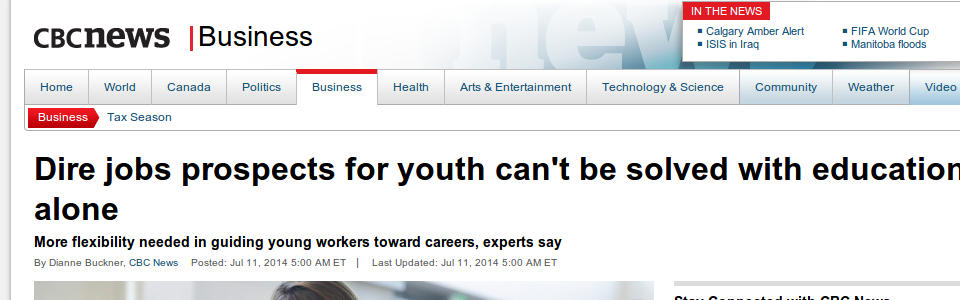 CBCnews | Business
IN THE NEWS
Calgary Amber Alert
FIFA World Cup
ISIS in Iraq
Manitoba floods
Home World Canada Politics Business Health Arts & Entertainment Technology & Science Community Weather Video
Business Tax Season
Dire jobs prospects for youth can't be solved with education
alone
More flexibility needed in guiding young workers toward careers, experts say
By Dianne Buckner, CBC News Posted: Jul 11, 2014 5:00 AM ET | Last Updated: Jul 11, 2014 5:00 AM ET
Stay Connected with CBC News